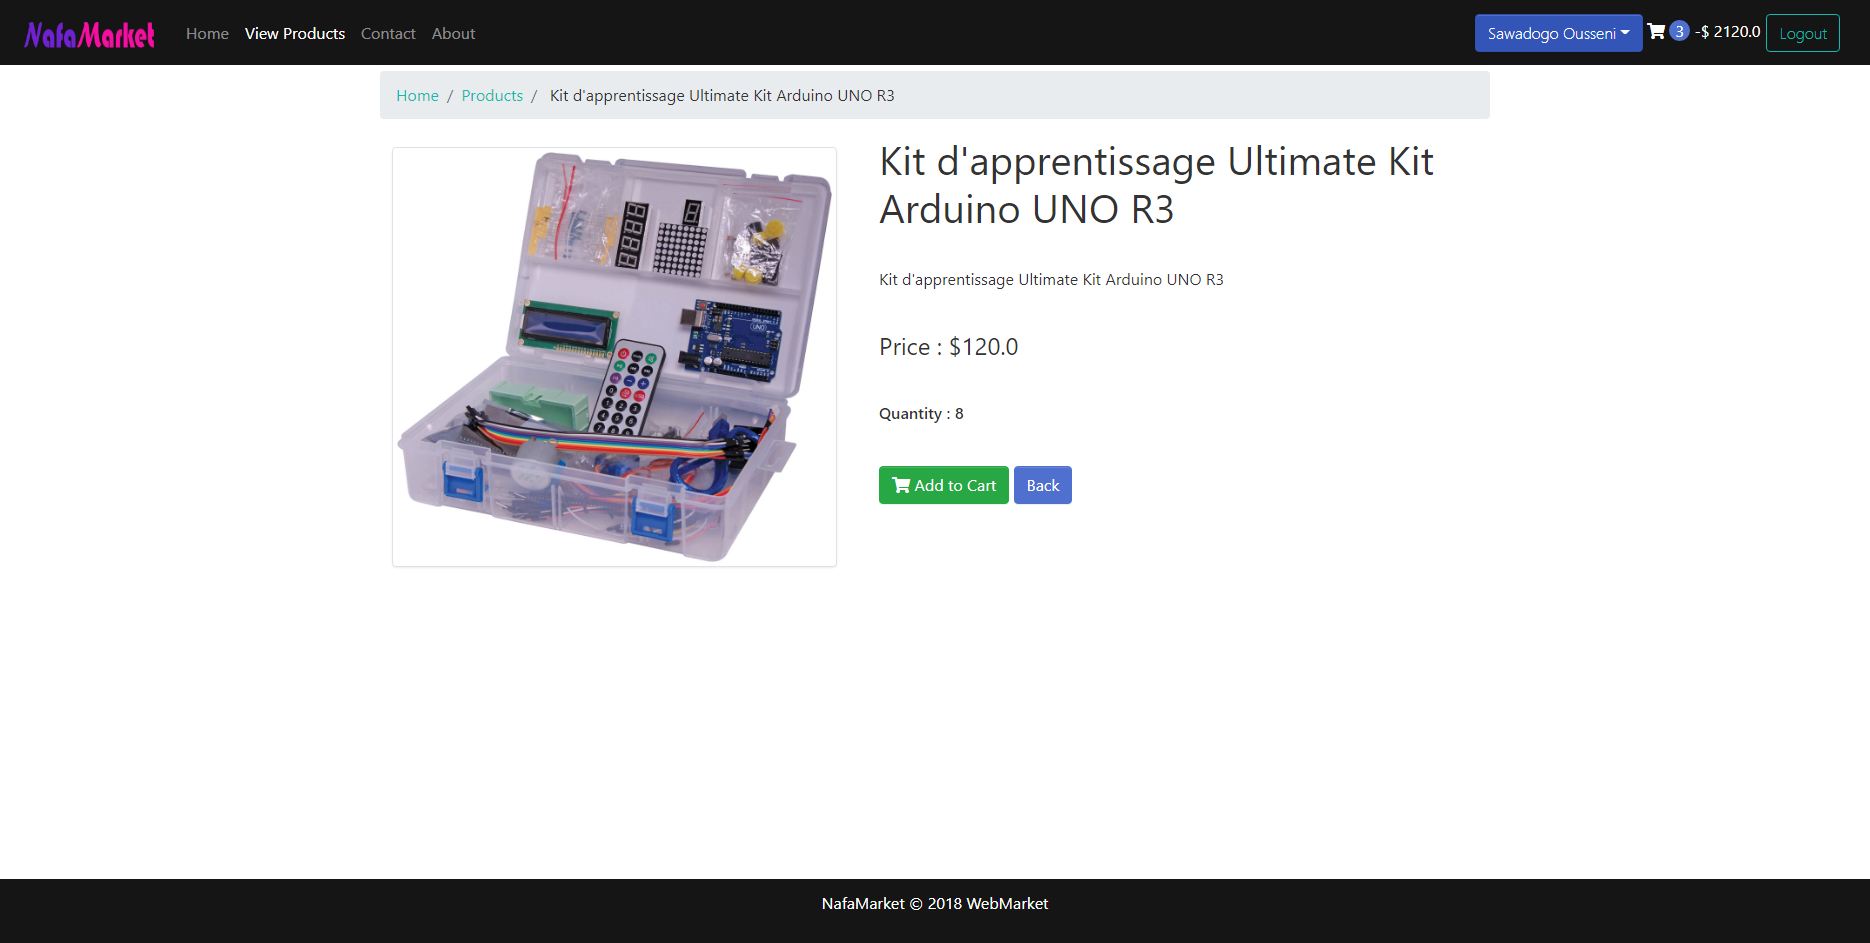 NafaMarket Home View Products Contact About Sawadogo Ousseni 3 -$ 2120.0 Logout
Home / Products / Kit d'apprentissage Ultimate Kit Arduino UNO R3
Kit d'apprentissage Ultimate Kit
Arduino UNO R3
Kit d'apprentissage Ultimate Kit Arduino UNO R3
Price : $120.0
Quantity : 8
Add to Cart Back
UNO
NafaMarket © 2018 WebMarket